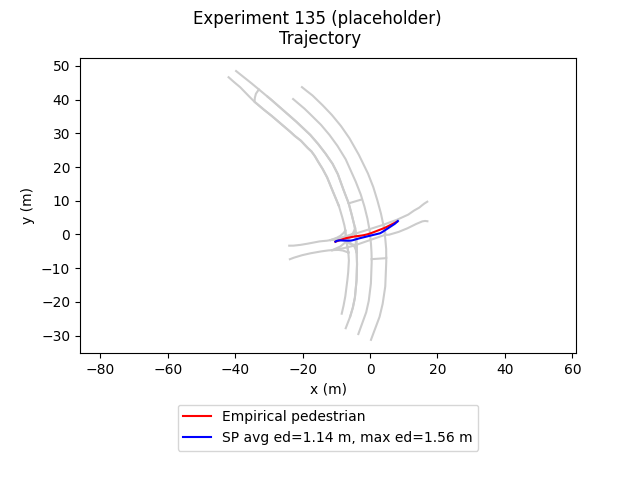 Experiment 135 (placeholder)
Trajectory
50
40
30
20
10
0
−10
−20
−30
y (m)
−80
−60
−40
−20
0
20
40
60
x (m)
Empirical pedestrian
SP avg ed=1.14 m, max ed=1.56 m